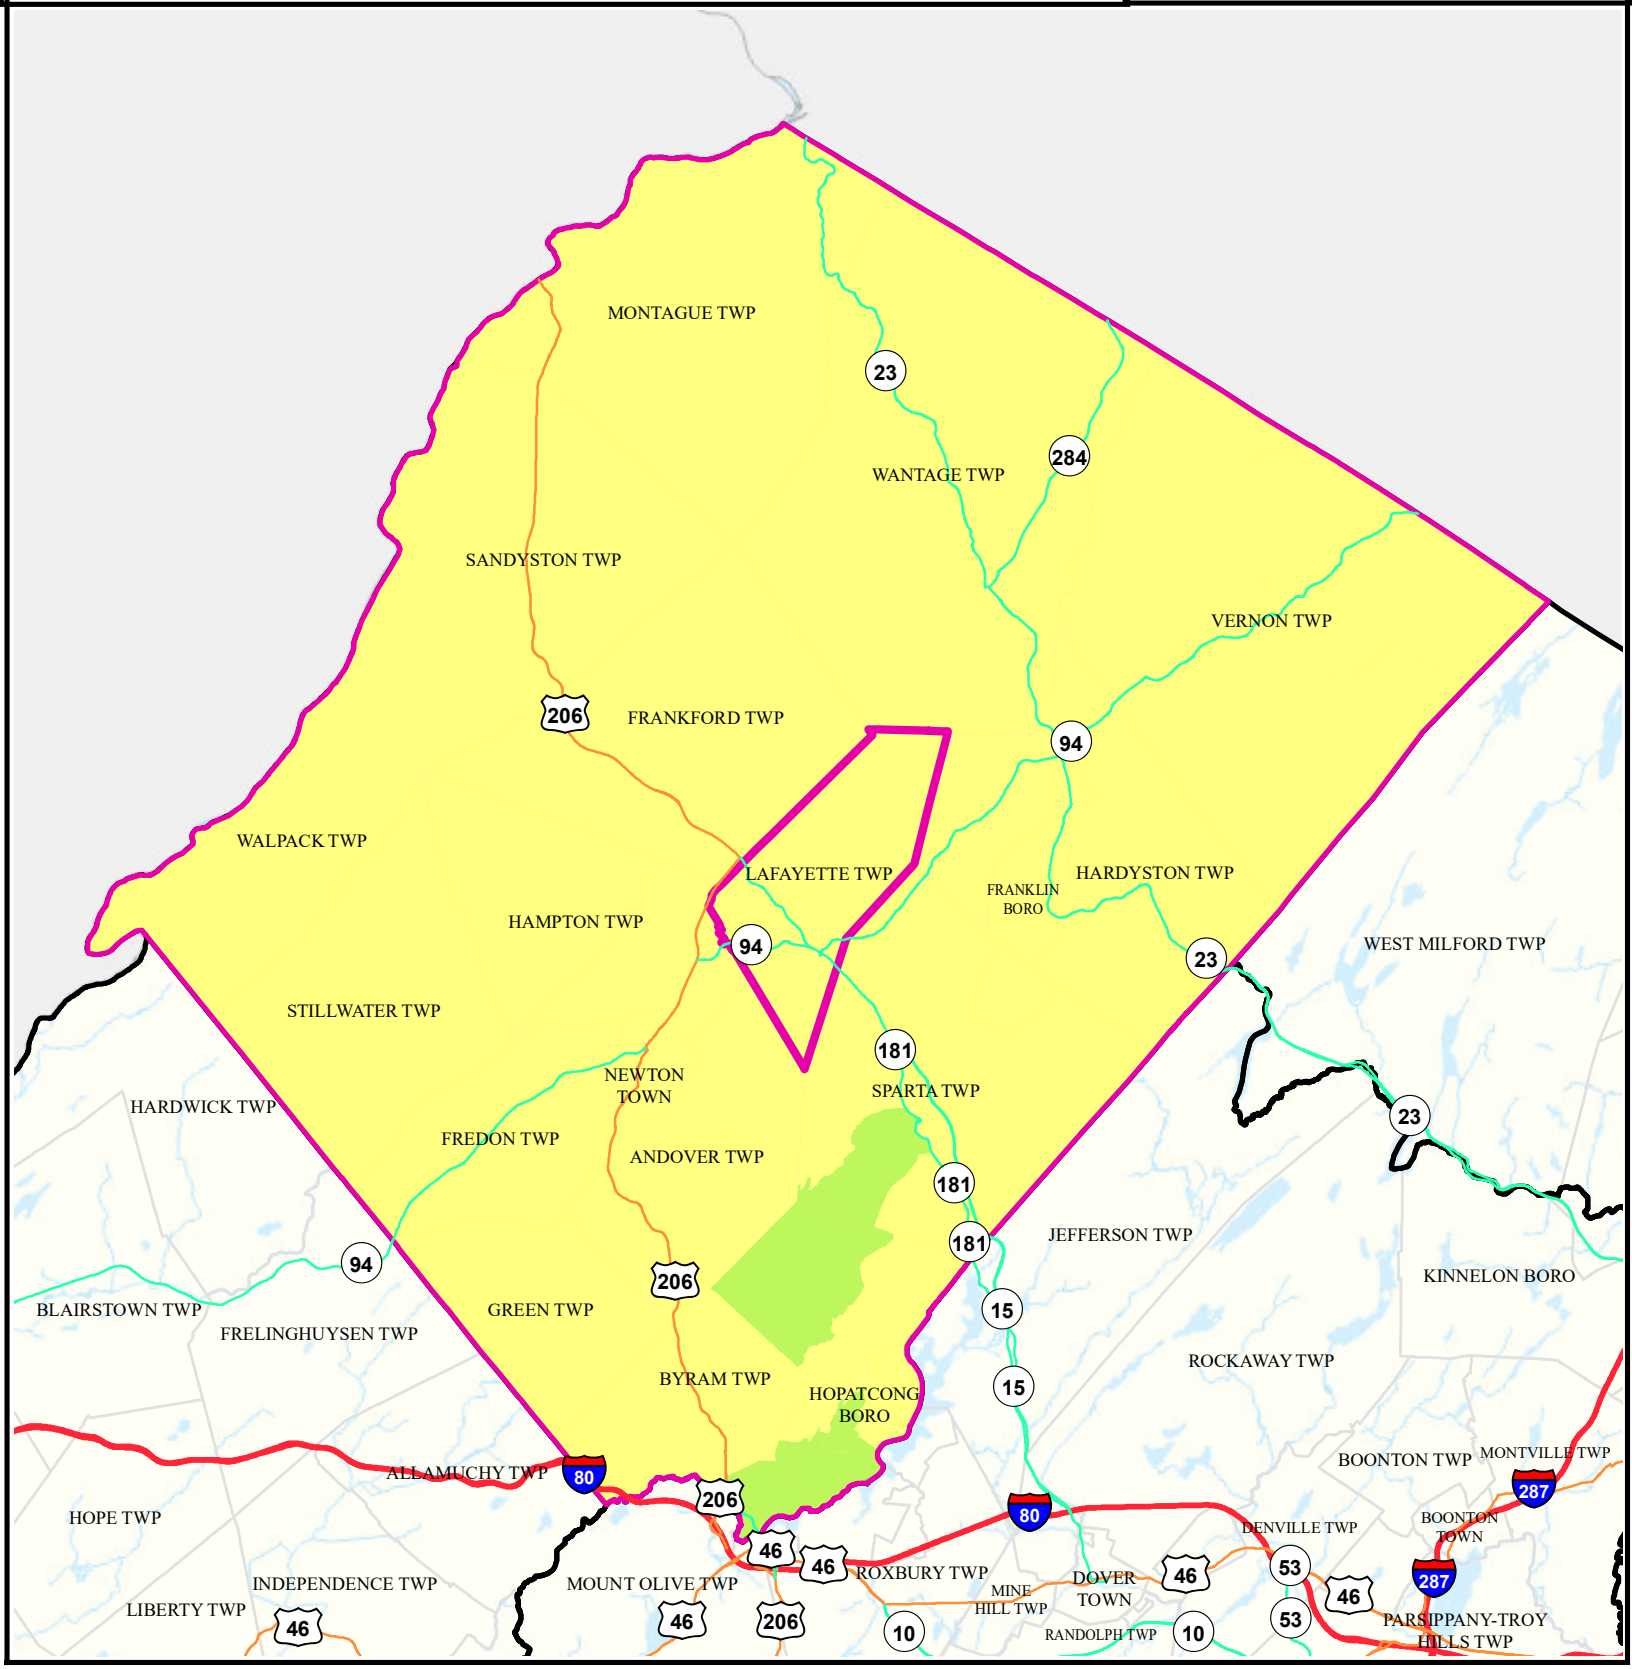 MONTAGUE TWP
23
284
WANTAGE TWP
SANDYSTON TWP
VERNON TWP
206
FRANKFORD TWP
94
WALPACK TWP
LAFAYETTE TWP
HARDYSTON TWP
FRANKLIN
BORO
HAMPTON TWP
94
23
WEST MILFORD TWP
STILLWATER TWP
181
NEWTON
TOWN
SPARTA TWP
HARDWICK TWP
23
FREDON TWP
ANDOVER TWP
181
JEFFERSON TWP
181
94
KINNELON BORO
206
BLAIRSTOWN TWP
GREEN TWP
15
FRELINGHUYSEN TWP
ROCKAWAY TWP
BYRAM TWP
15
HOPATCONG
BORO
BOONTON TWP
MONTVILLE TWP
ALLAMUCHY TWP
80
287
206
80
HOPE TWP
BOONTON
TOWN
DENVILLE TWP
46
46
ROXBURY TWP
53
46
287
INDEPENDENCE TWP
MOUNT OLIVE TWP
MINE
HILL TWP
DOVER
TOWN
46
LIBERTY TWP
46
46
206
10
RANDOLPH TWP
10
53
PARSIPPANY-TROY
HILLS TWP